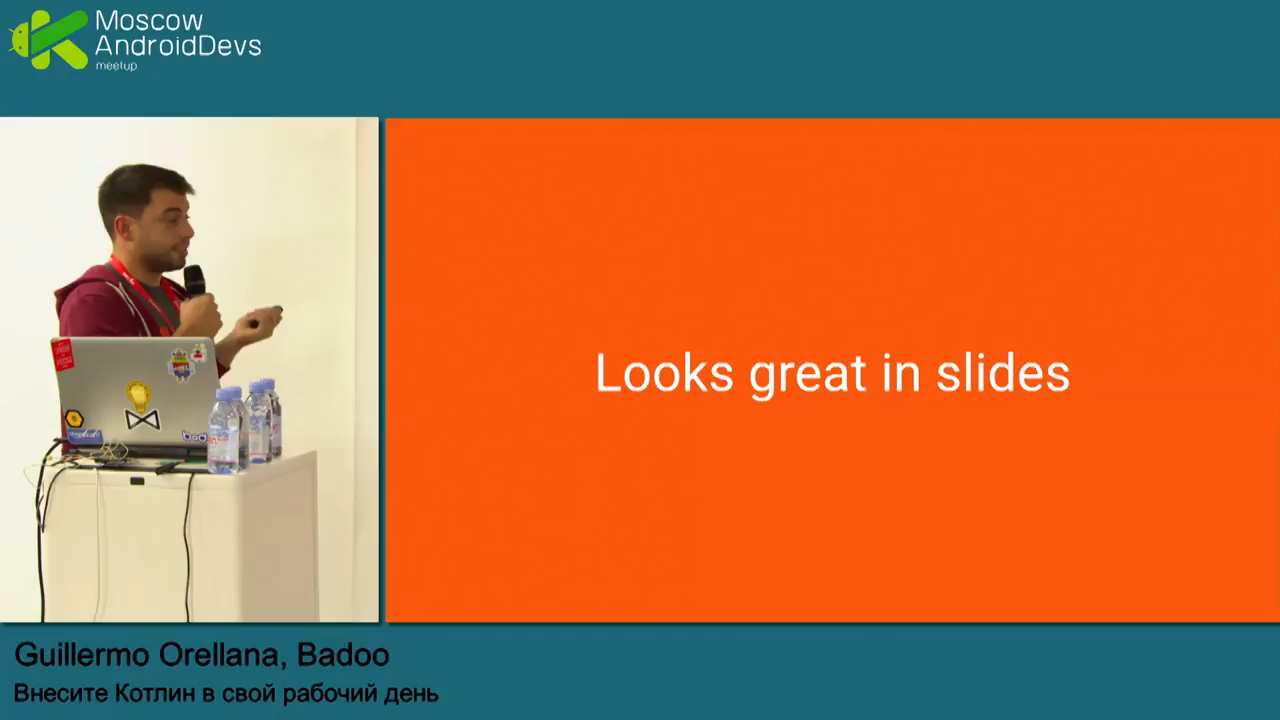 Moscow
AndroidDevs
meetup
Looks great in slides
Guillermo Orellana, Badoo
Внесите Котлин в свой рабочий день